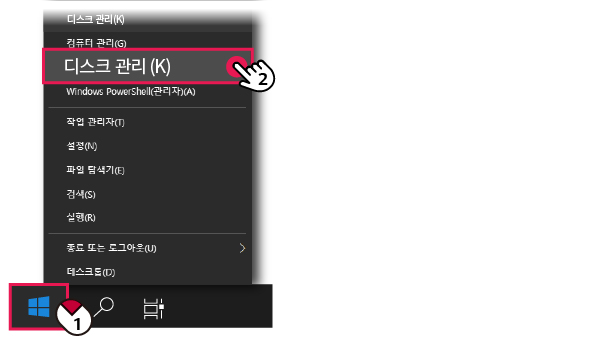 디스크 관리(K)
컴퓨터 관리(G)
디스크 관리 (K)
2
Windows PowerShell(관리자)(A)
작업 관리자(T)
설정(N)
파일 탐색기(E)
검색(S)
실행(R)
종료 또는 로그아웃(U)
데스크톱(D)
1